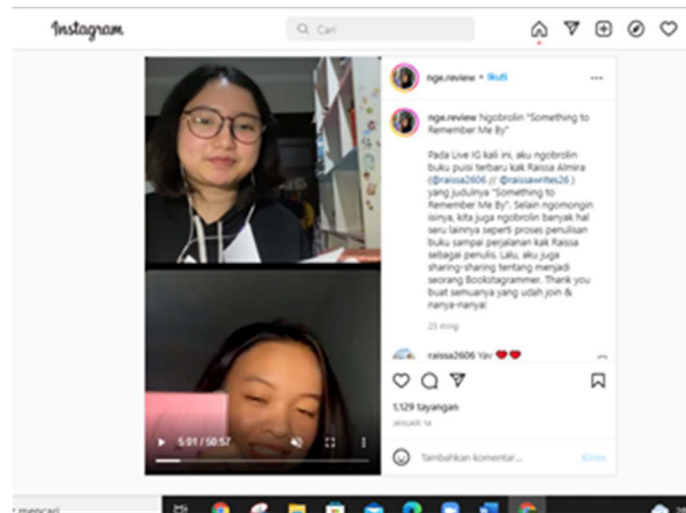 Instagram
Cari
nge.review • Ikuti
nge.review Ngobrolin "Something to
Remember Me By"
Pada Live IG kali ini, aku ngobrolin
buku puisi terbaru kak Raissa Almira
(@raissa2606 // @raissawrites26 )
yang judulnya "Something to
Remember Me By". Selain ngomongin
isinya, kita juga ngobrolin banyak hal
seru lainnya seperti proses penulisan
buku sampai perjalanan kak Raissa
sebagai penulis. Lalu, aku juga
sharing-sharing tentang menjadi
seorang Bookstagrammer. Thank you
buat semuanya yang udah join &
nanya-nanya!
23 ming
raissa2606 Yay ❤❤
5:01 / 50:57
1,129 tayangan
JANUARI 14
Tambahkan komentar...
Kirim
mencari